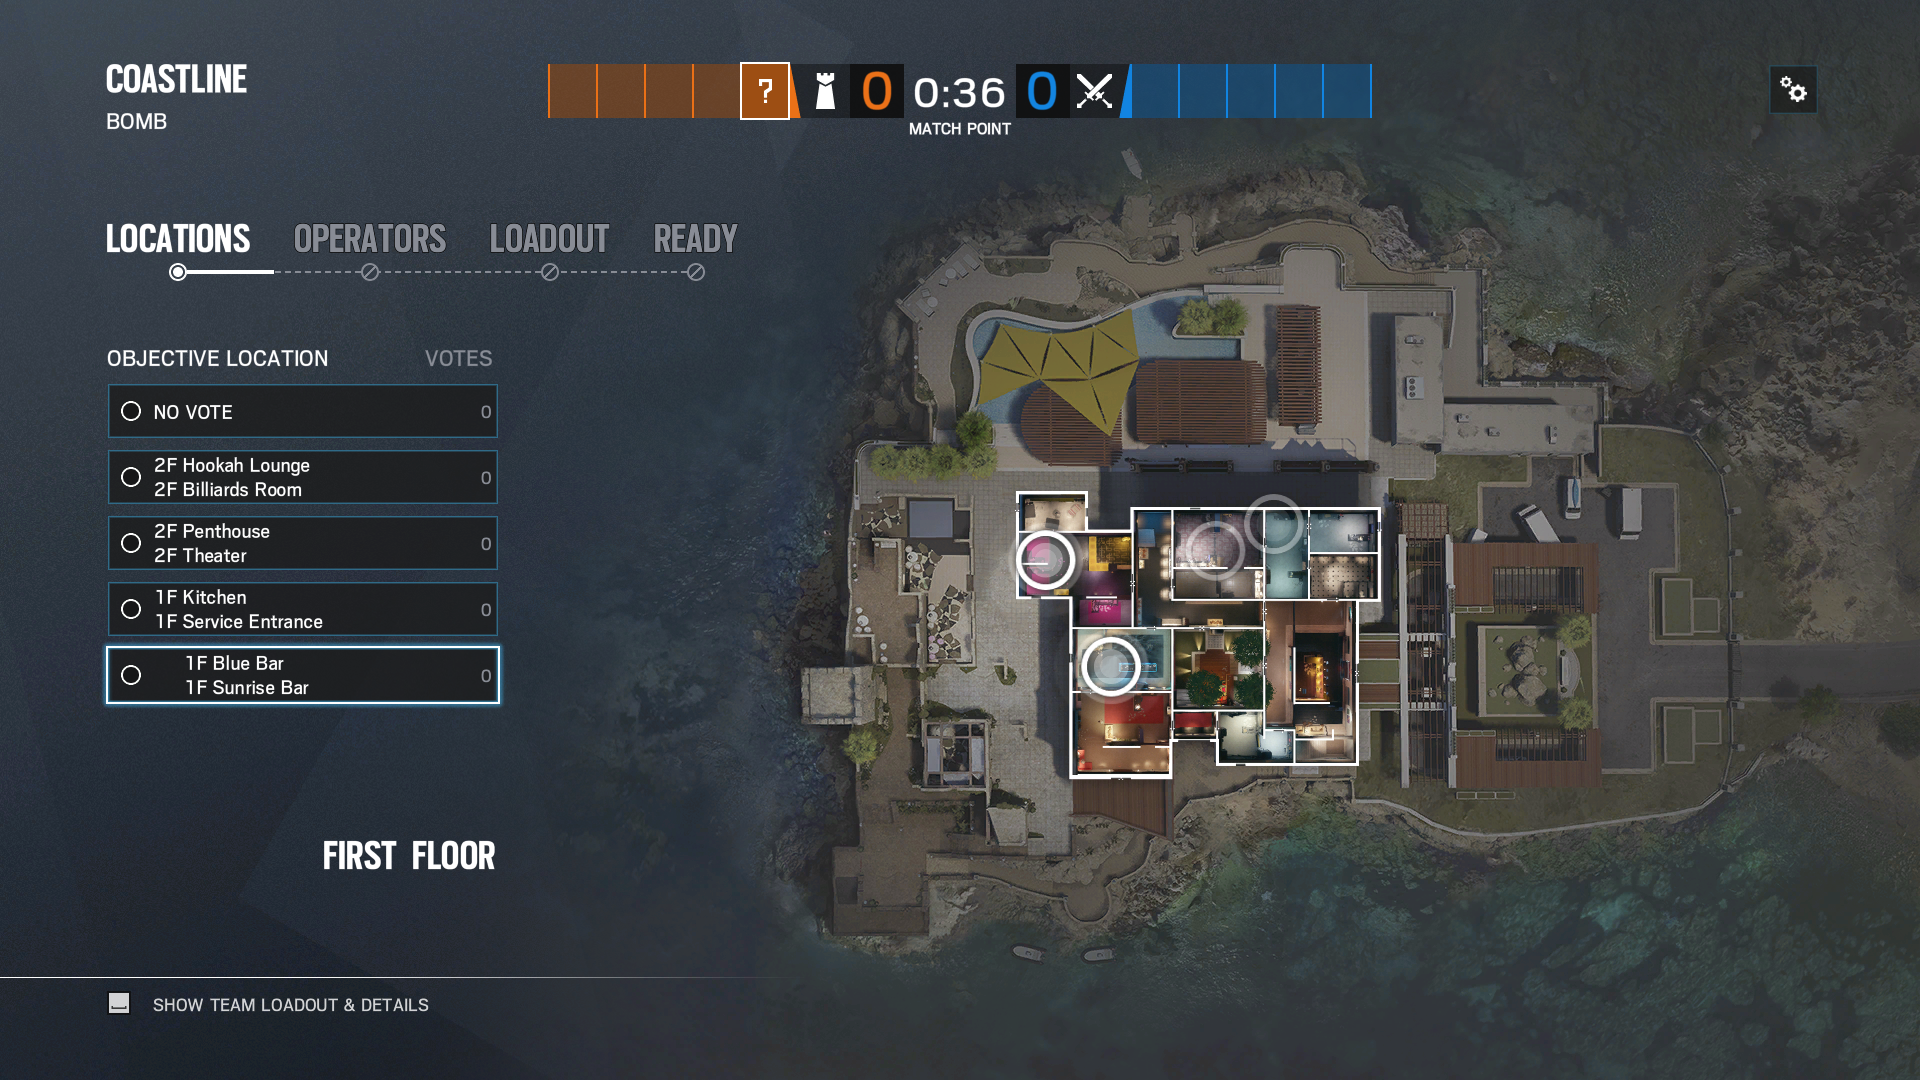 COASTLINE
BOMB
?
0
0:36
0
MATCH POINT
LOCATIONS
OPERATORS
LOADOUT
READY
OBJECTIVE LOCATION
VOTES
NO VOTE
0
2F Hookah Lounge
2F Billiards Room
0
2F Penthouse
2F Theater
0
1F Kitchen
1F Service Entrance
0
1F Blue Bar
1F Sunrise Bar
0
FIRST FLOOR
SHOW TEAM LOADOUT & DETAILS